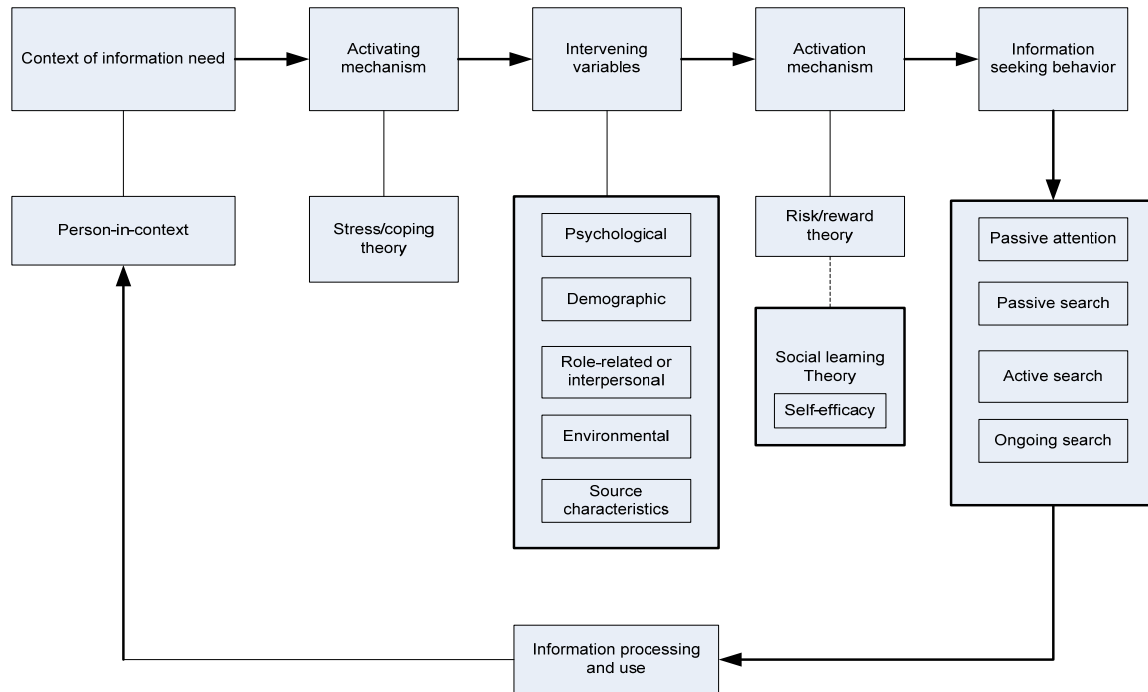 Context of information need
Activating
mechanism
Intervening
variables
Activation
mechanism
Information
seeking behavior
Person-in-context
Stress/coping
theory
Psychological
Demographic
Role-related or
interpersonal
Environmental
Source
characteristics
Risk/reward
theory
Social learning
Theory
Self-efficacy
Passive attention
Passive search
Active search
Ongoing search
Information processing
and use